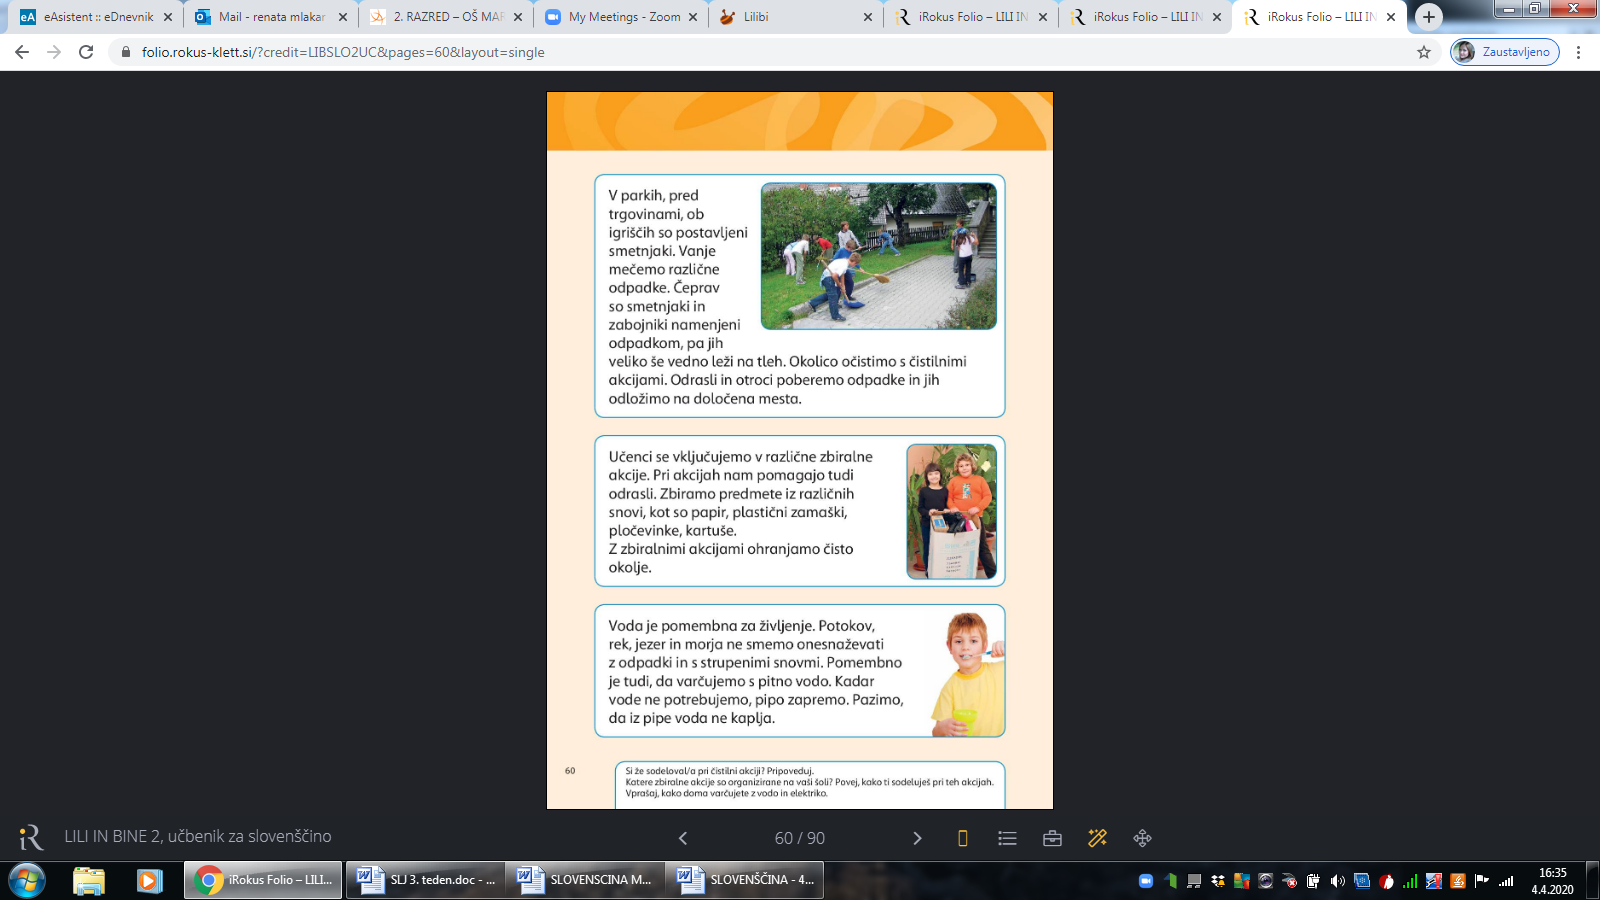 eAsistent :: eDnevnik
Mail - renata mlakar
2. RAZRED – OŠ MAR
My Meetings - Zoom
Lilibi
iRokus Folio – LILI IN
iRokus Folio – LILI IN
iRokus Folio – LILI IN
folio.rokus-klett.si/?credit=LIBSLO2UC&pages=60&layout=single
Zaustavljeno
V parkih, pred
trgovinami, ob
igriščih so postavljeni
smetnjaki. Vanje
mečemo različne
odpadke. Čeprav
so smetnjaki in
zabojniki namenjeni
odpadkom, pa jih
veliko še vedno leži na tleh. Okolico očistimo s čistilnimi
akcijami. Odrasli in otroci poberemo odpadke in jih
odložimo na določena mesta.
Učenci se vključujemo v različne zbiralne
akcije. Pri akcijah nam pomagajo tudi
odrasli. Zbiramo predmete iz različnih
snovi, kot so papir, plastični zamaški,
pločevinke, kartuše.
Z zbiralnimi akcijami ohranjamo čisto
okolje.
Voda je pomembna za življenje. Potokov,
rek, jezer in morja ne smemo onesnaževati
z odpadki in s strupenimi snovmi. Pomembno
je tudi, da varčujemo s pitno vodo. Kadar
vode ne potrebujemo, pipo zapremo. Pazimo,
da iz pipe voda ne kaplja.
60
Si že sodeloval/a pri čistilni akciji? Pripoveduj.
Katere zbiralne akcije so organizirane na vaši šoli? Povej, kako ti sodeluješ pri teh akcijah.
Vprašaj, kako doma varčujete z vodo in elektriko.
iR LILI IN BINE 2, učbenik za slovenščino
60 / 90
iRokus Folio – LILI...
SLJ 3. teden.doc - ...
SLOVENSCINA M...
SLOVENŠČINA - 4...
16:35
4.4.2020